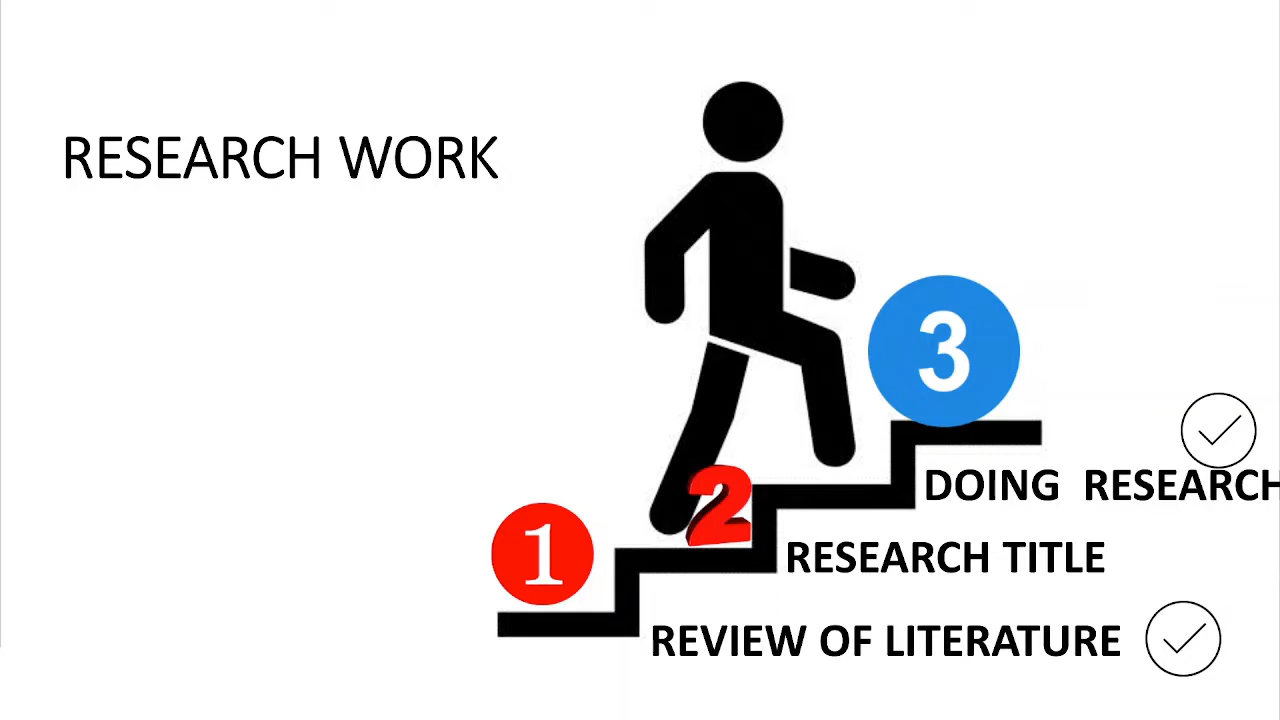 RESEARCH WORK
3
DOING RESEARCH
2
RESEARCH TITLE
1
REVIEW OF LITERATURE